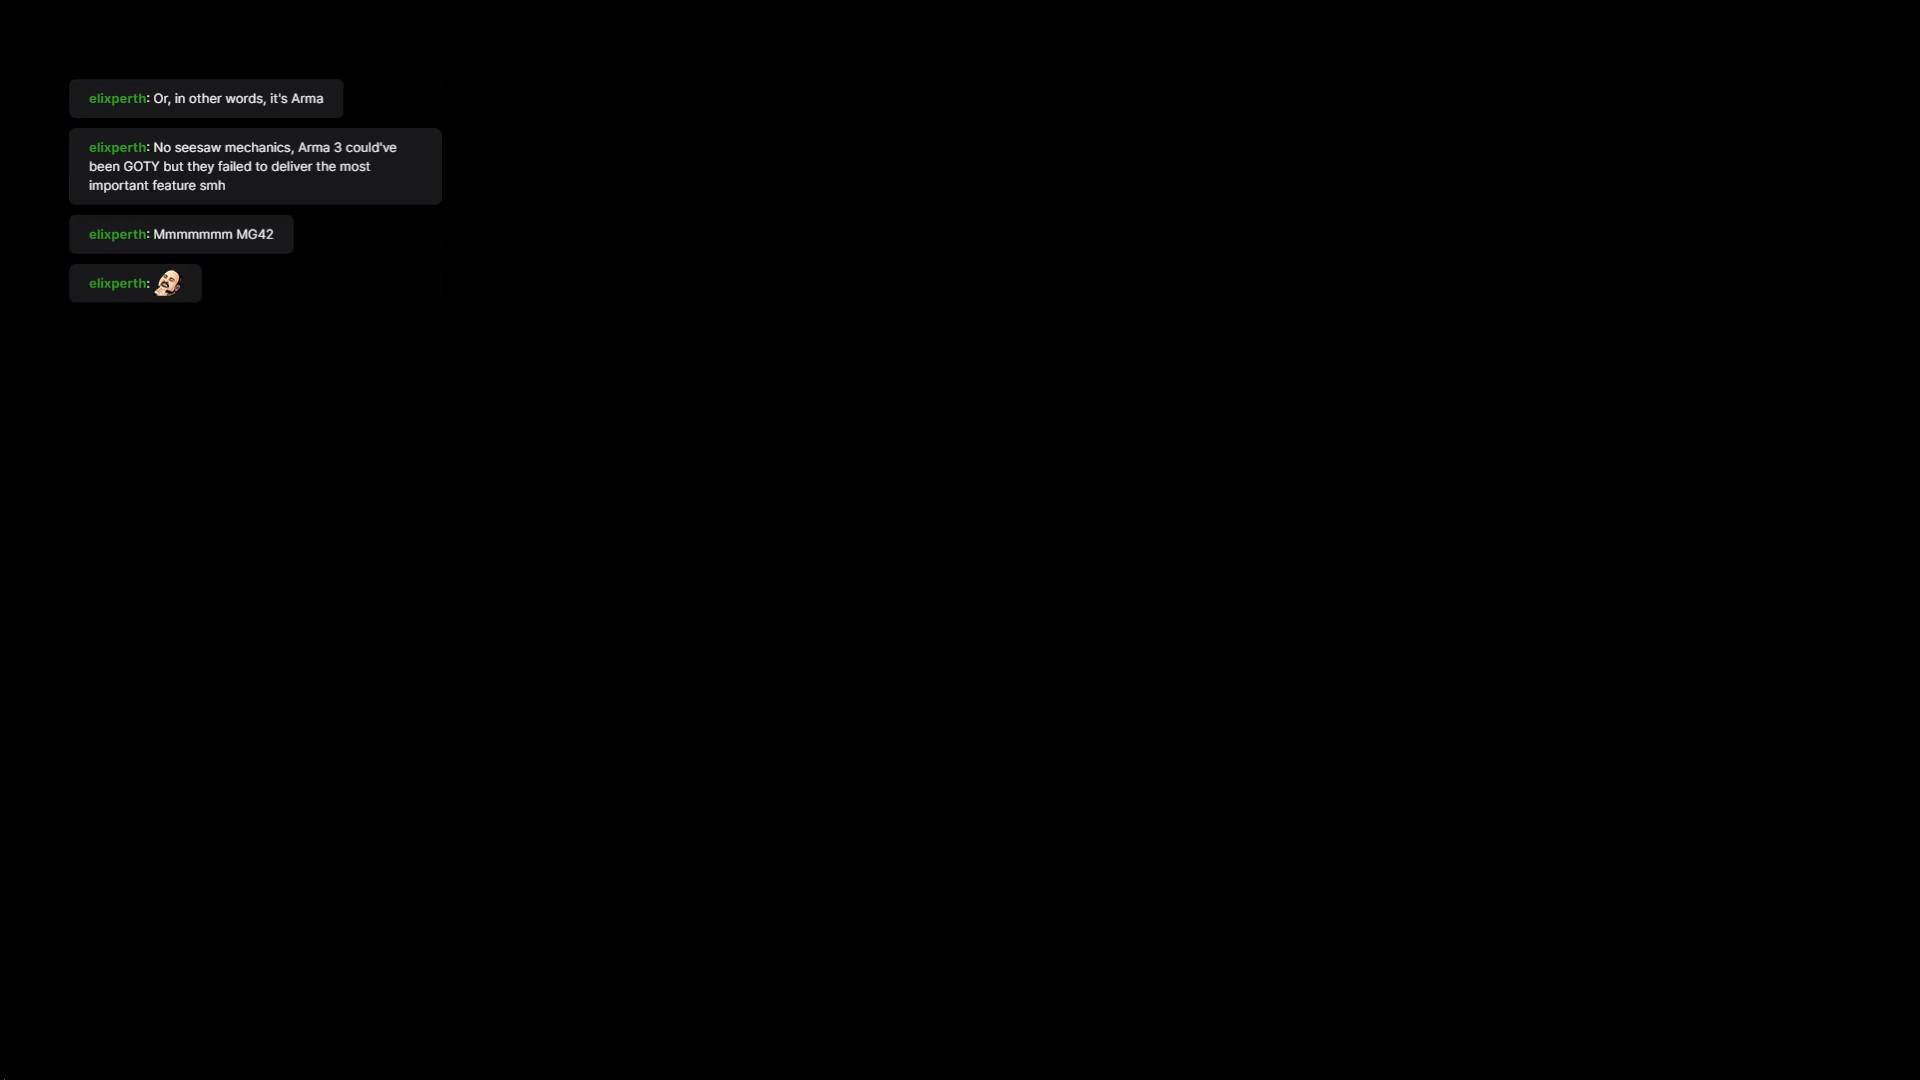 elixperth: Or, in other words, it's Arma
elixperth: No seesaw mechanics, Arma 3 could've
been GOTY but they failed to deliver the most
important feature smh
elixperth: Mmmmmmm MG42
elixperth: